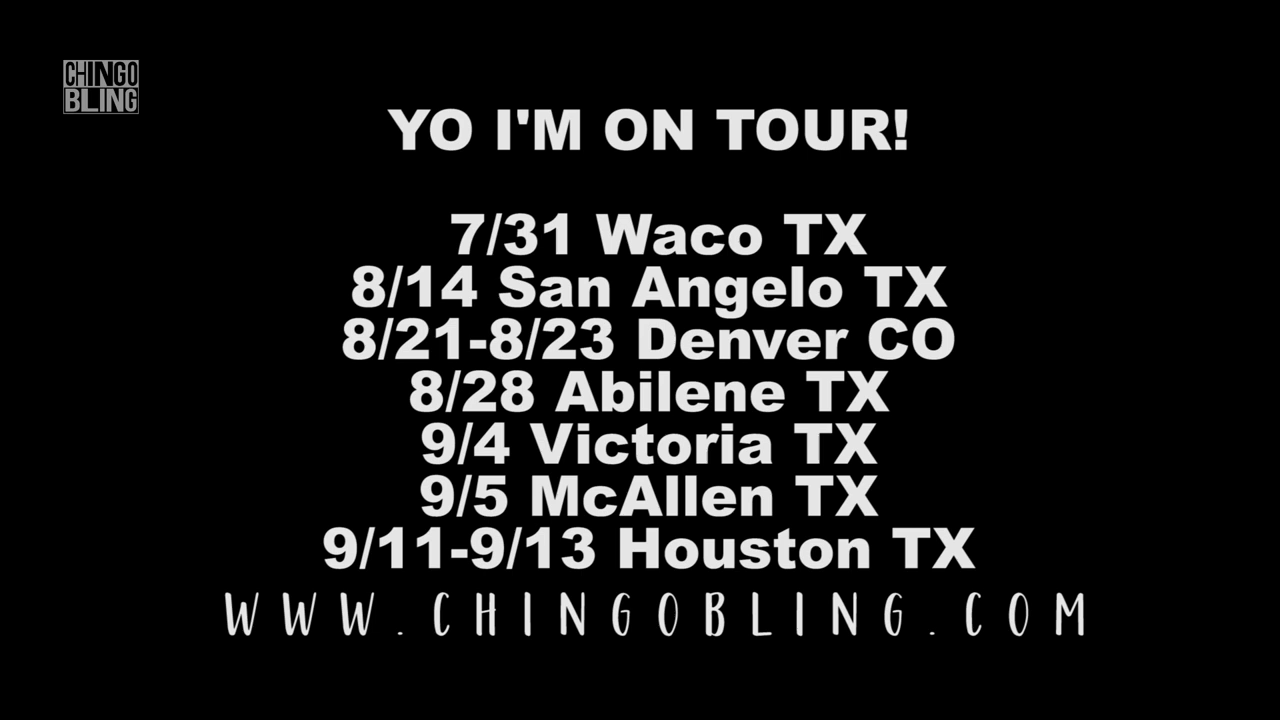 CHINGO
BLING
YO I'M ON TOUR!
7/31 Waco TX
8/14 San Angelo TX
8/21-8/23 Denver CO
8/28 Abilene TX
9/4 Victoria TX
9/5 McAllen TX
9/11-9/13 Houston TX
WWW.CHINGOBLING.COM